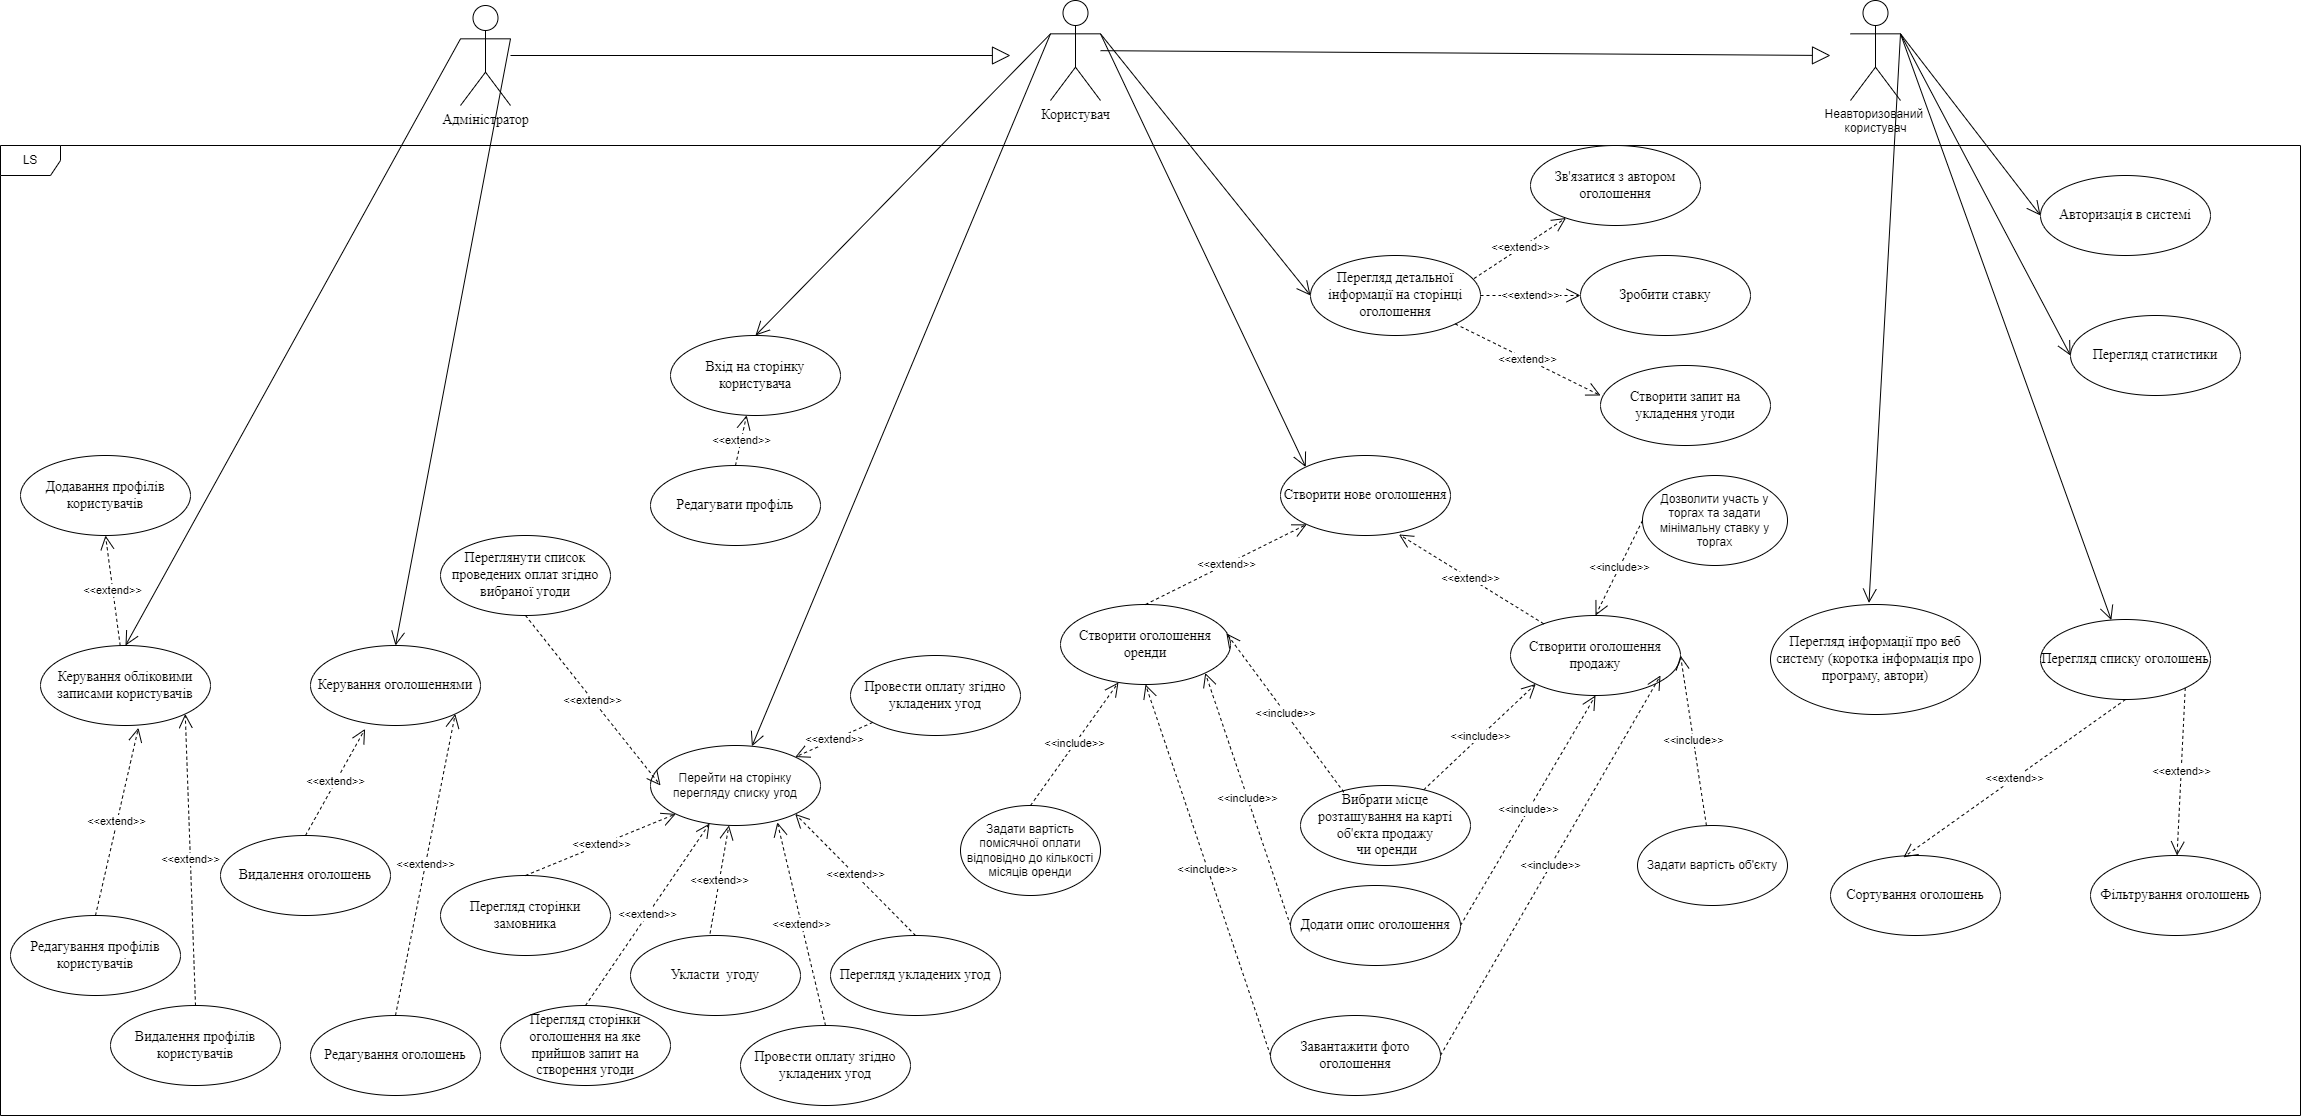 Адміністратор
Користувач
Неавторизований
користувач
LS
Зв'язатися з автором
оголошення
<<extend>>
Авторизація в системі
Перегляд детальної
інформації на сторінці
оголошення
<<extend>>
Зробити ставку
<<extend>>
Перегляд статистики
Вхід на сторінку
користувача
Створити запит на
укладення угоди
<<extend>>
Редагувати профіль
Додавання профілів
користувачів
<<extend>>
Створити нове оголошення
Дозволити участь у
торгах та задати
мінімальну ставку у
торгах
<<include>>
Переглянути список
проведених оплат згідно
вибраної угоди
<<extend>>
<<extend>>
<<extend>>
Керування обліковими
записами користувачів
Керування оголошеннями
Створити оголошення
оренди
Створити оголошення
продажу
Перегляд інформації про веб
систему (коротка інформація про
програму, автори)
Перегляд списку оголошень
Провести оплату згідно
укладених угод
<<extend>>
Перейти на сторінку
перегляду списку угод
<<include>>
<<include>>
<<include>>
<<include>>
<<extend>>
<<extend>>
<<extend>>
<<extend>>
<<include>>
<<include>>
Вибрати місце
розташування на карті
об'єкта продажу
чи оренди
Задати вартість
помісячної оплати
відповідно до кількості
місяців оренди
<<extend>>
<<extend>>
<<extend>>
<<extend>>
<<extend>>
<<extend>>
<<include>>
<<include>>
Задати вартість об'єкту
Видалення оголошень
Сортування оголошень
Фільтрування оголошень
Перегляд сторінки
замовника
<<extend>>
<<extend>>
Додати опис оголошення
Редагування профілів
користувачів
Укласти угоду
Перегляд укладених угод
Видалення профілів
користувачів
Редагування оголошень
Перегляд сторінки
оголошення на яке
прийшов запит на
створення угоди
Провести оплату згідно
укладених угод
Завантажити фото
оголошення